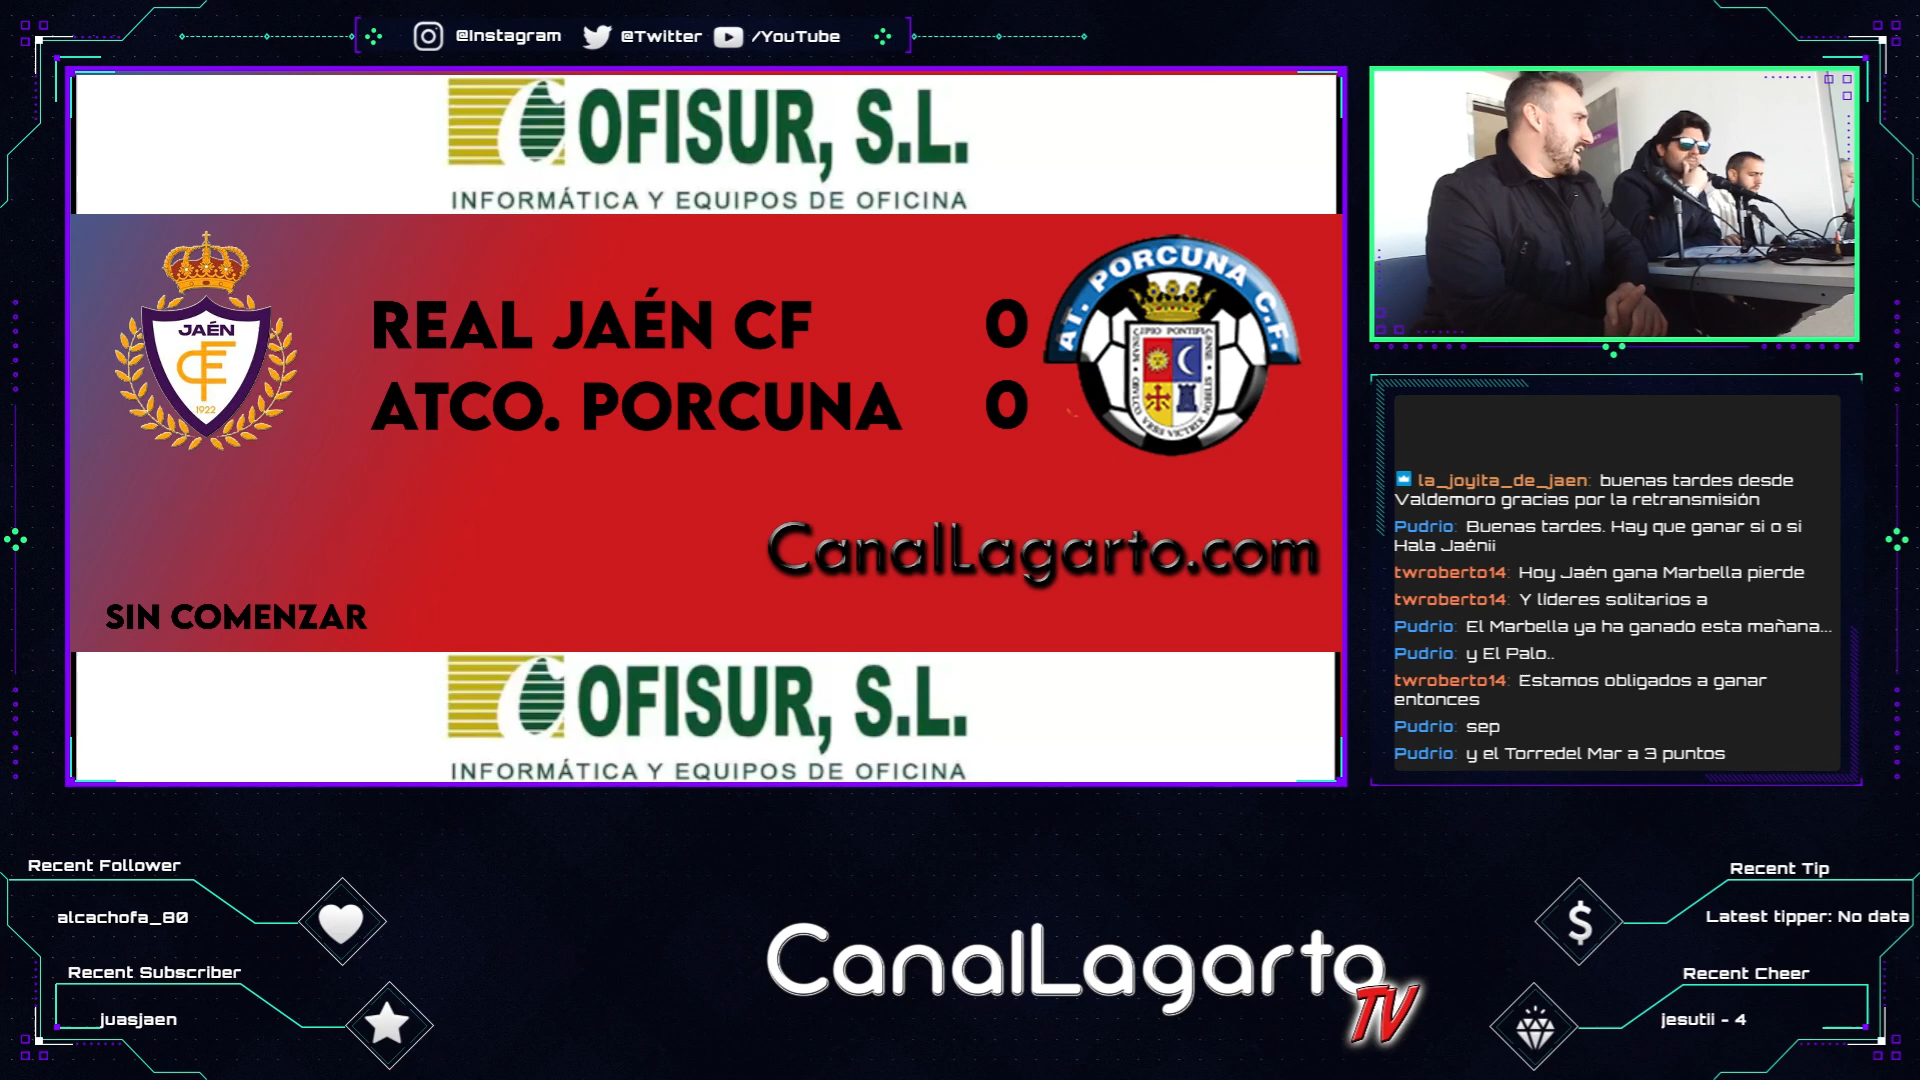 @Instagram @Twitter /YouTube
OFISUR, S.L.
INFORMÁTICA Y EQUIPOS DE OFICINA
JAÉN
CF
1922
REAL JAÉN CF 0
ATCO. PORCUNA 0
AT. PORCUNA C.F.
CanalLagarto.com
SIN COMENZAR
OFISUR, S.L.
INFORMÁTICA Y EQUIPOS DE OFICINA
la_joyita_de_jaen: buenas tardes desde
Valdemoro gracias por la retransmisión
Pudrio: Buenas tardes. Hay que ganar si o si
Hala Jaénii
twroberto14: Hoy Jaén gana Marbella pierde
twroberto14: Y líderes solitarios a
Pudrio: El Marbella ya ha ganado esta mañana...
Pudrio: y El Palo..
twroberto14: Estamos obligados a ganar
entonces
Pudrio: sep
Pudrio: y el Torredel Mar a 3 puntos
Recent Follower
alcachofa_80
Recent Subscriber
juasjaen
CanalLagarto
TV
Recent Tip
Latest tipper: No data
$
Recent Cheer
jesutii - 4